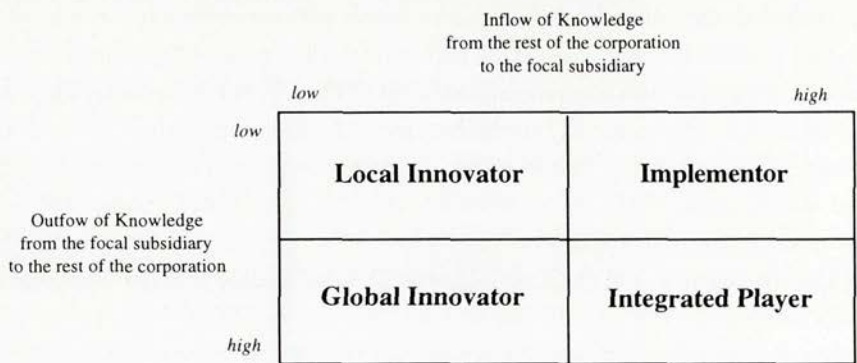 Inflow of Knowledge
from the rest of the corporation
to the focal subsidiary
low high
low
Local Innovator Implementor
Outfow of Knowledge
from the focal subsidiary
to the rest of the corporation
Global Innovator Integrated Player
high